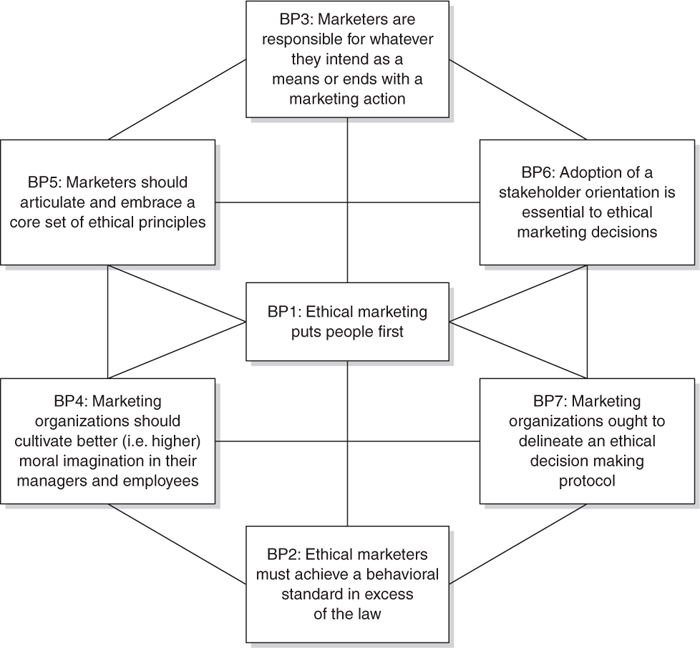 BP3: Marketers are
responsible for whatever
they intend as a
means or ends with a
marketing action
BP5: Marketers should
articulate and embrace a
core set of ethical principles
BP6: Adoption of a
stakeholder orientation is
essential to ethical
marketing decisions
BP1: Ethical marketing
puts people first
BP4: Marketing
organizations should
cultivate better (i.e. higher)
moral imagination in their
managers and employees
BP7: Marketing
organizations ought to
delineate an ethical
decision making
protocol
BP2: Ethical marketers
must achieve a behavioral
standard in excess
of the law